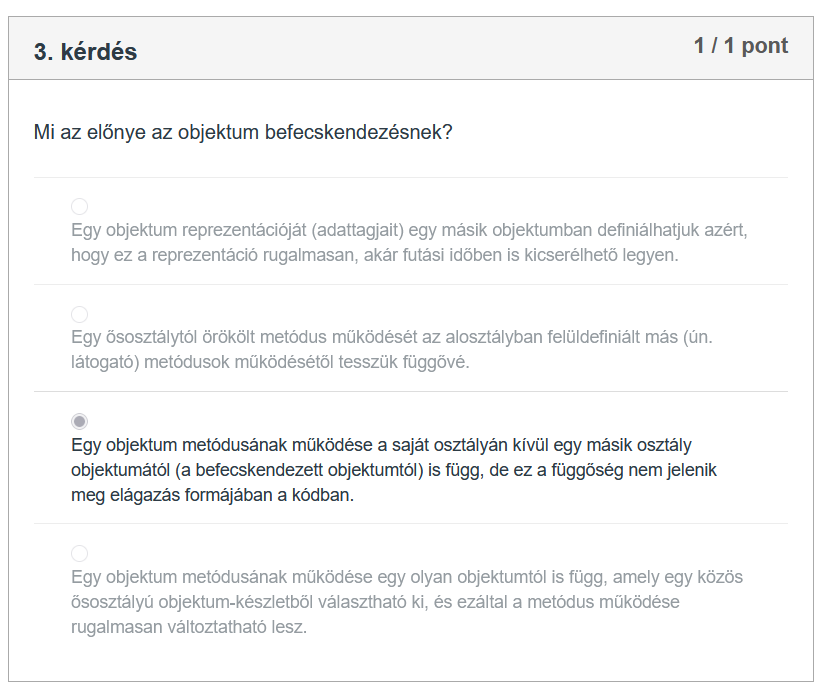 3. kérdés
1 / 1 pont
Mi az előnye az objektum befecskendezésnek?
Egy objektum reprezentációját (adattagjait) egy másik objektumban definiálhatjuk azért,
hogy ez a reprezentáció rugalmasan, akár futási időben is kicserélhető legyen.
Egy ősosztálytól örökölt metódus működését az alosztályban felüldefiniált más (ún.
látogató) metódusok működésétől tesszük függővé.
Egy objektum metódusának működése a saját osztályán kívül egy másik osztály
objektumától (a befecskendezett objektumtól) is függ, de ez a függőség nem jelenik
meg elágazás formájában a kódban.
Egy objektum metódusának működése egy olyan objektumtól is függ, amely egy közös
ősosztályú objektum-készletből választható ki, és ezáltal a metódus működése
rugalmasan változtatható lesz.